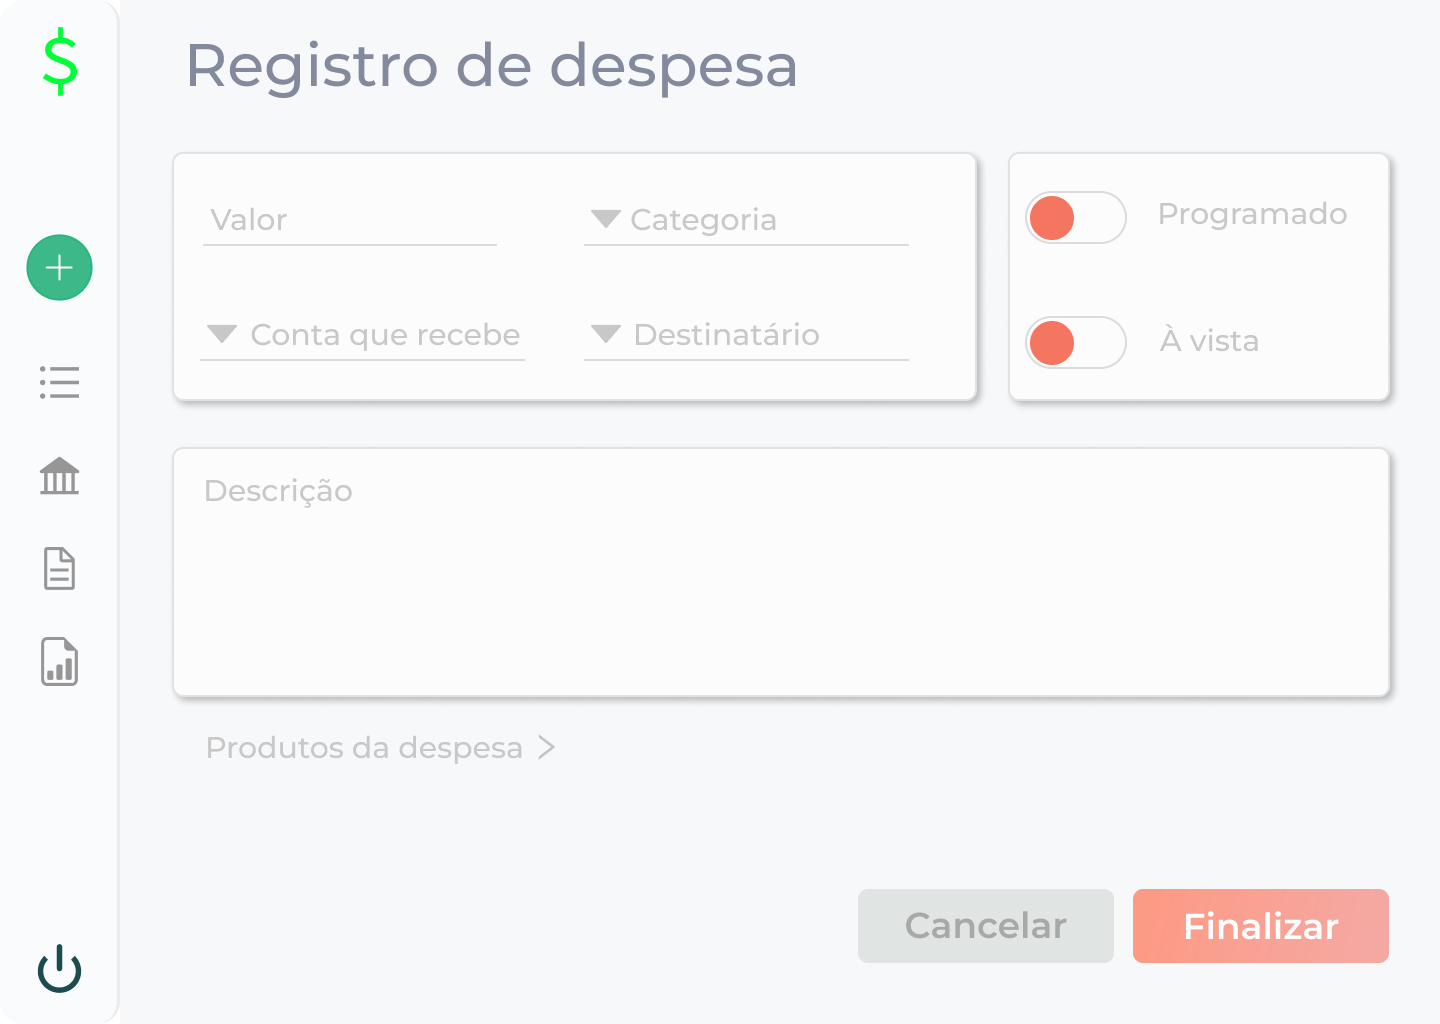 $
Registro de despesa
Valor
Categoria
Conta que recebe
Destinatário
Programado
À vista
Descrição
Produtos da despesa >
Cancelar
Finalizar